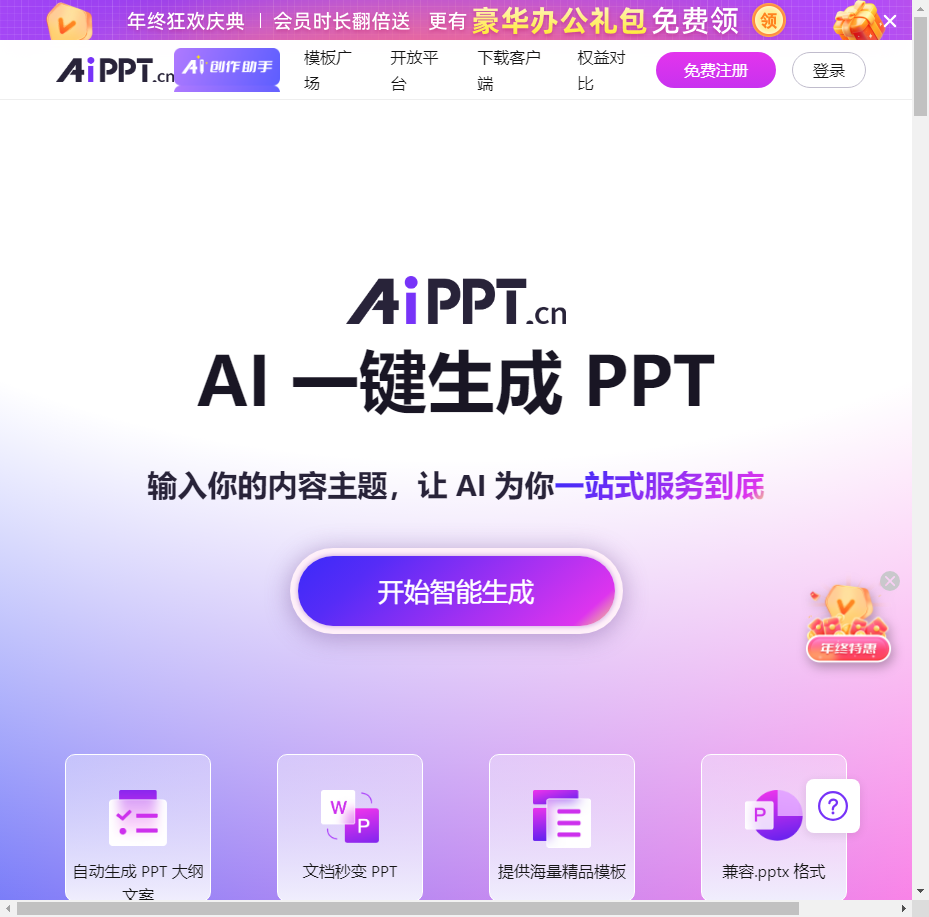 年终狂欢庆典 | 会员时长翻倍送 更有豪华办公礼包免费领 领
AiPPT.cn
Ai创作助手
模板广场
开放平台
下载客户端
权益对比
免费注册
登录
AiPPT.cn
AI 一键生成 PPT
输入你的内容主题，让 AI 为你一站式服务到底
开始智能生成
年终特惠
自动生成 PPT 大纲
文案
W
P
文档秒变 PPT
提供海量精品模板
P
兼容.pptx 格式